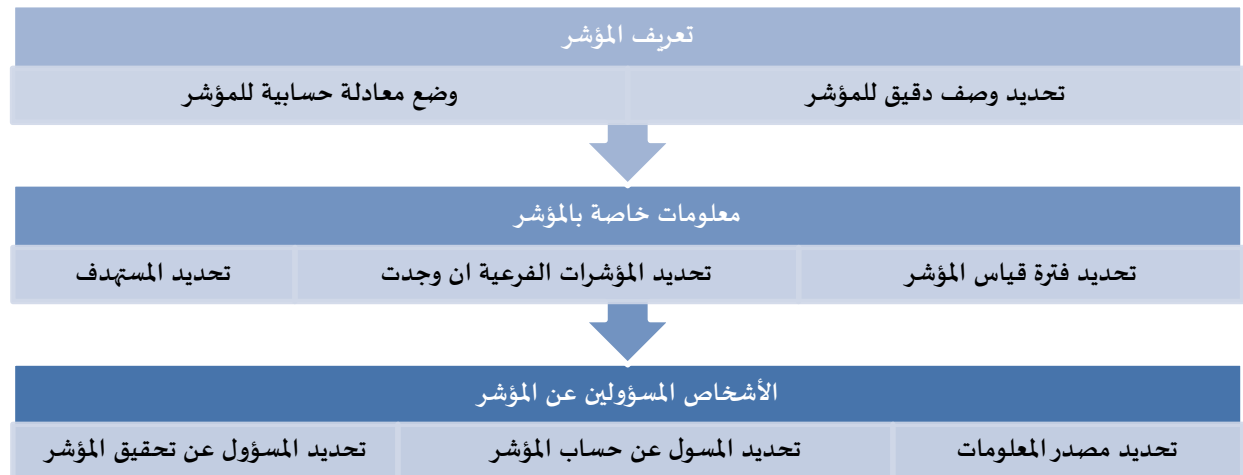 تعريف المؤشر
تحديد وصف دقيق للمؤشر
وضع معادلة حسابية للمؤشر
معلومات خاصة بالمؤشر
تحديد فترة قياس المؤشر
تحديد المؤشرات الفرعية ان وجدت
تحديد المستهدف
الأشخاص المسؤولين عن المؤشر
تحديد مصدر المعلومات
تحديد المسول عن حساب المؤشر
تحديد المسؤول عن تحقيق المؤشر